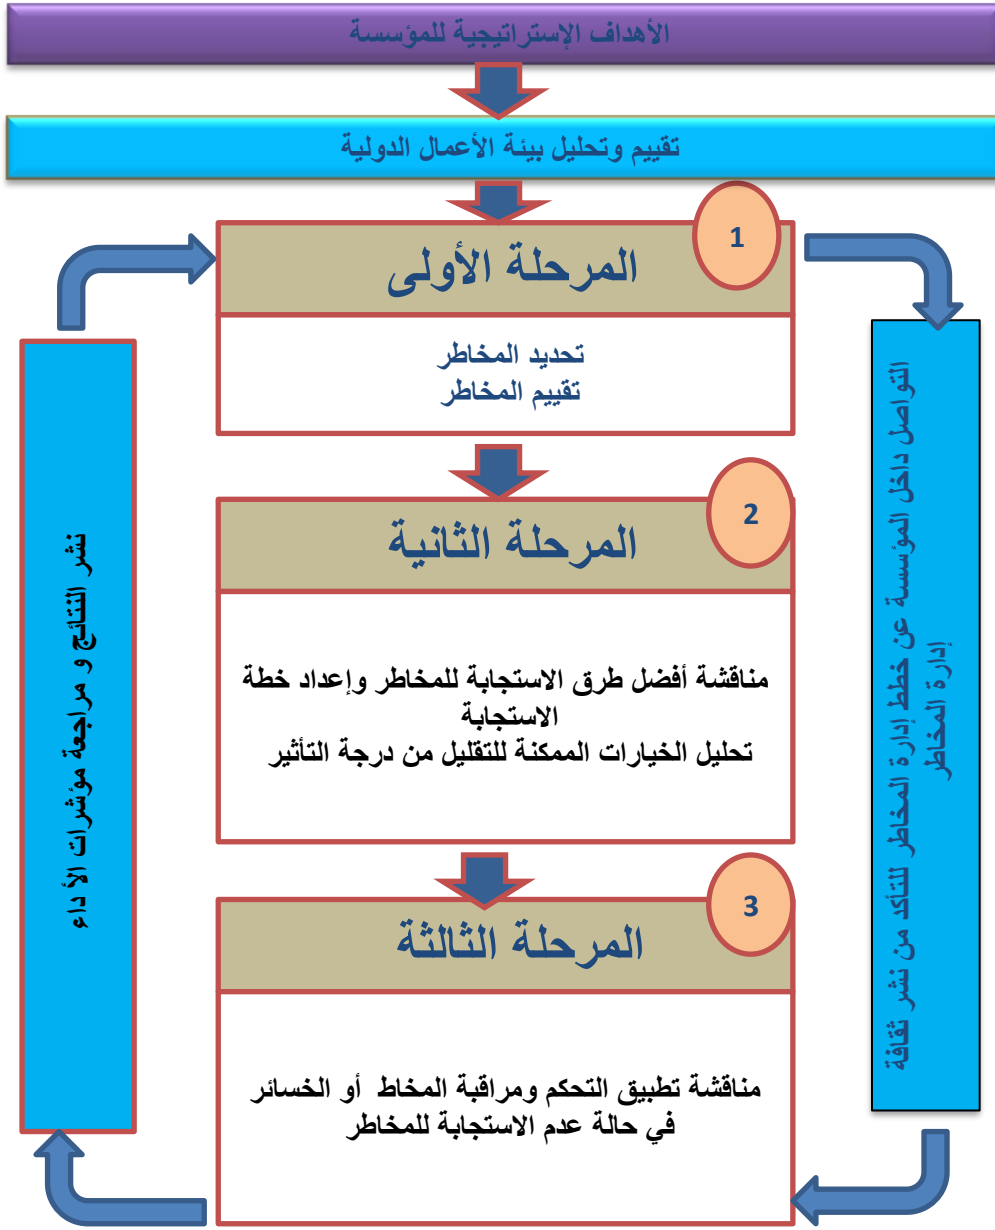 الأهداف الإستراتيجية للمؤسسة
تقييم وتحليل بيئة الأعمال الدولية
1
المرحلة الأولى
تحديد المخاطر
تقييم المخاطر
2
المرحلة الثانية
مناقشة أفضل طرق الاستجابة للمخاطر وإعداد خطة
الاستجابة
تحليل الخيارات الممكنة للتقليل من درجة التأثير
3
المرحلة الثالثة
مناقشة تطبيق التحكم ومراقبة المخاط أو الخسائر
في حالة عدم الاستجابة للمخاطر
التواصل داخل المؤسسة عن خطط إدارة المخاطر للتأكد من نشر ثقافة
إدارة المخاطر
نشر النتائج و مراجعة مؤشرات الأداء